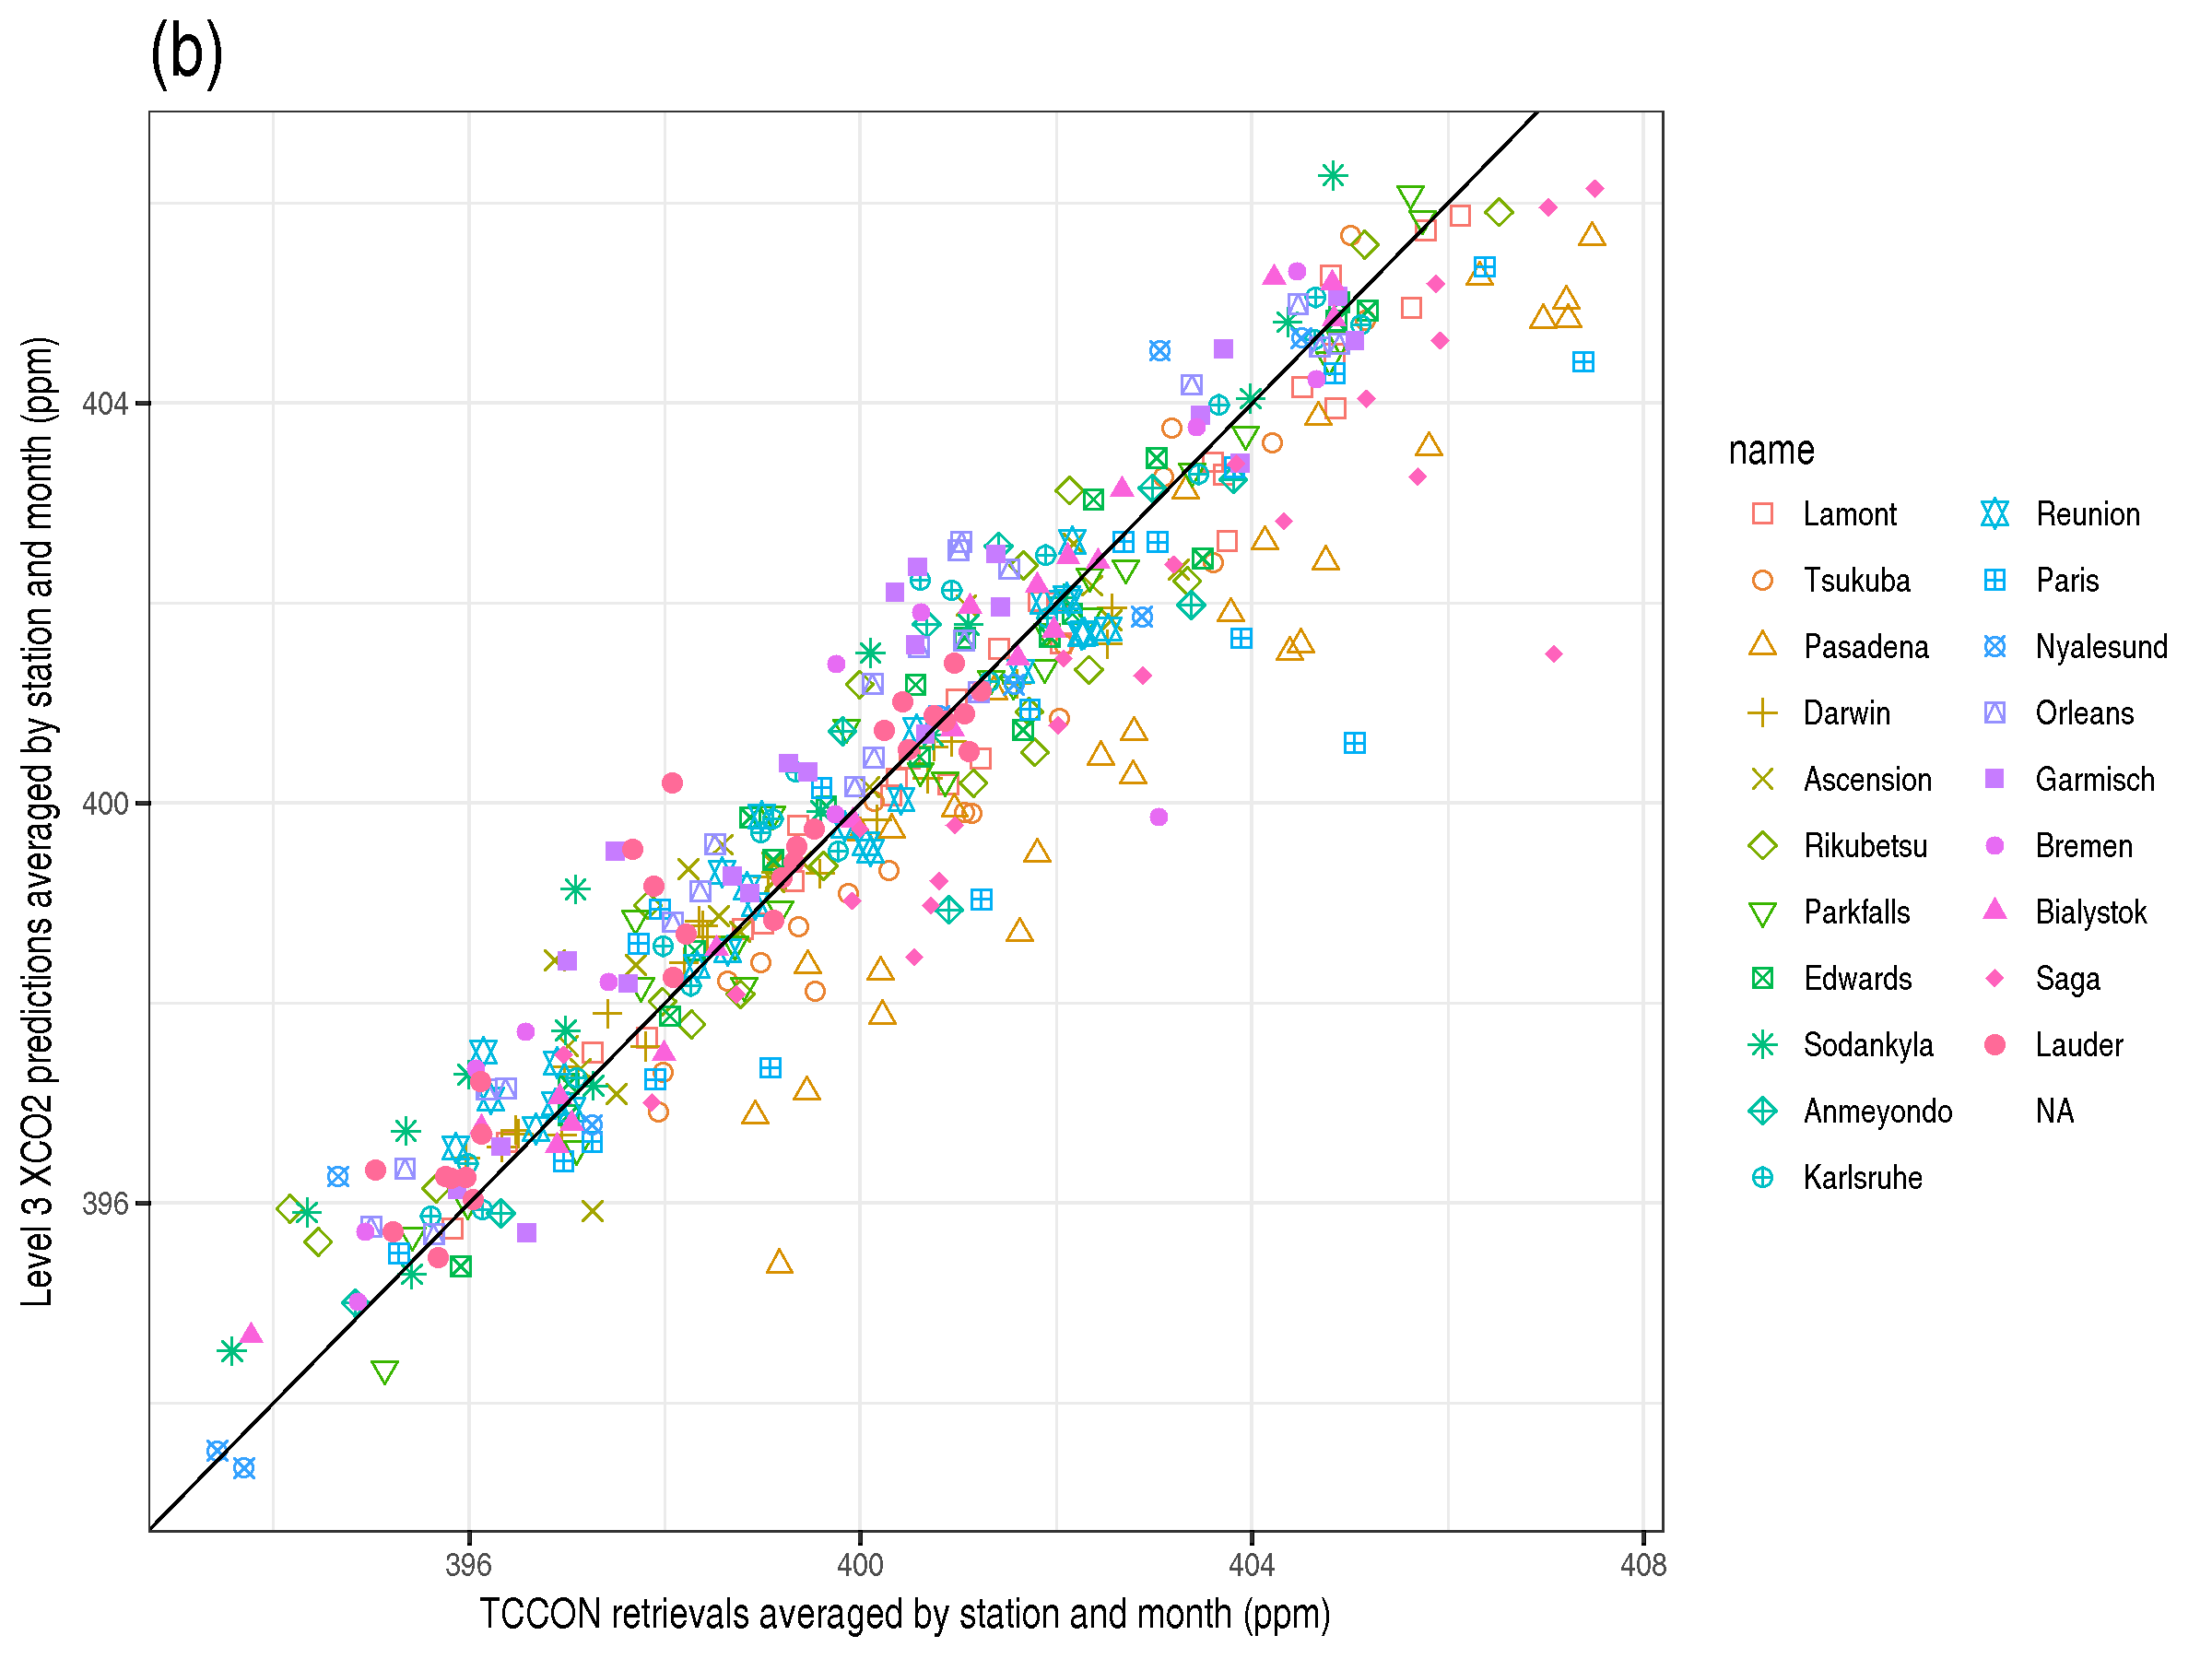 (b)
Level 3 XCO2 predictions averaged by station and month (ppm)
404
400
396
396
400
404
408
TCCON retrievals averaged by station and month (ppm)
name
Lamont
Tsukuba
Pasadena
Darwin
Ascension
Rikubetsu
Parkfalls
Edwards
Sodankyla
Anmeyondo
Karlsruhe
Reunion
Paris
Nyalesund
Orleans
Garmisch
Bremen
Bialystok
Saga
Lauder
NA